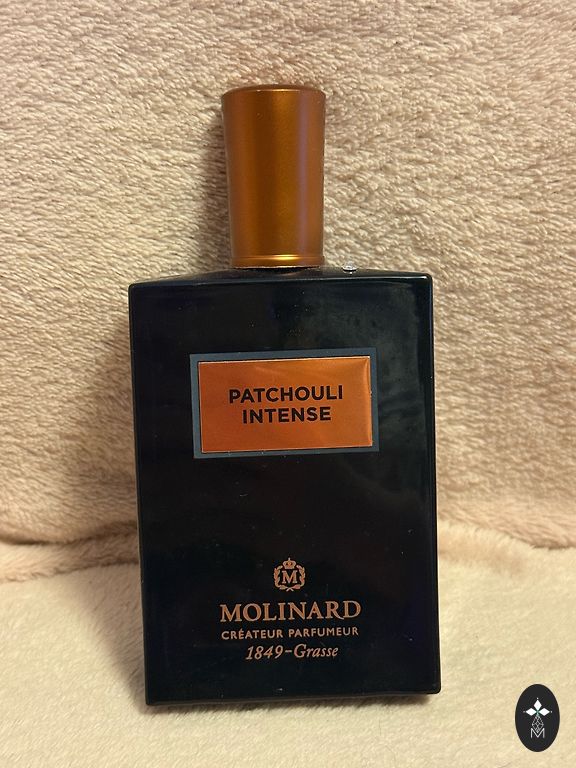 PATCHOULI
INTENSE
M
MOLINARD
CRÉATEUR PARFUMEUR
1849-Grasse
M